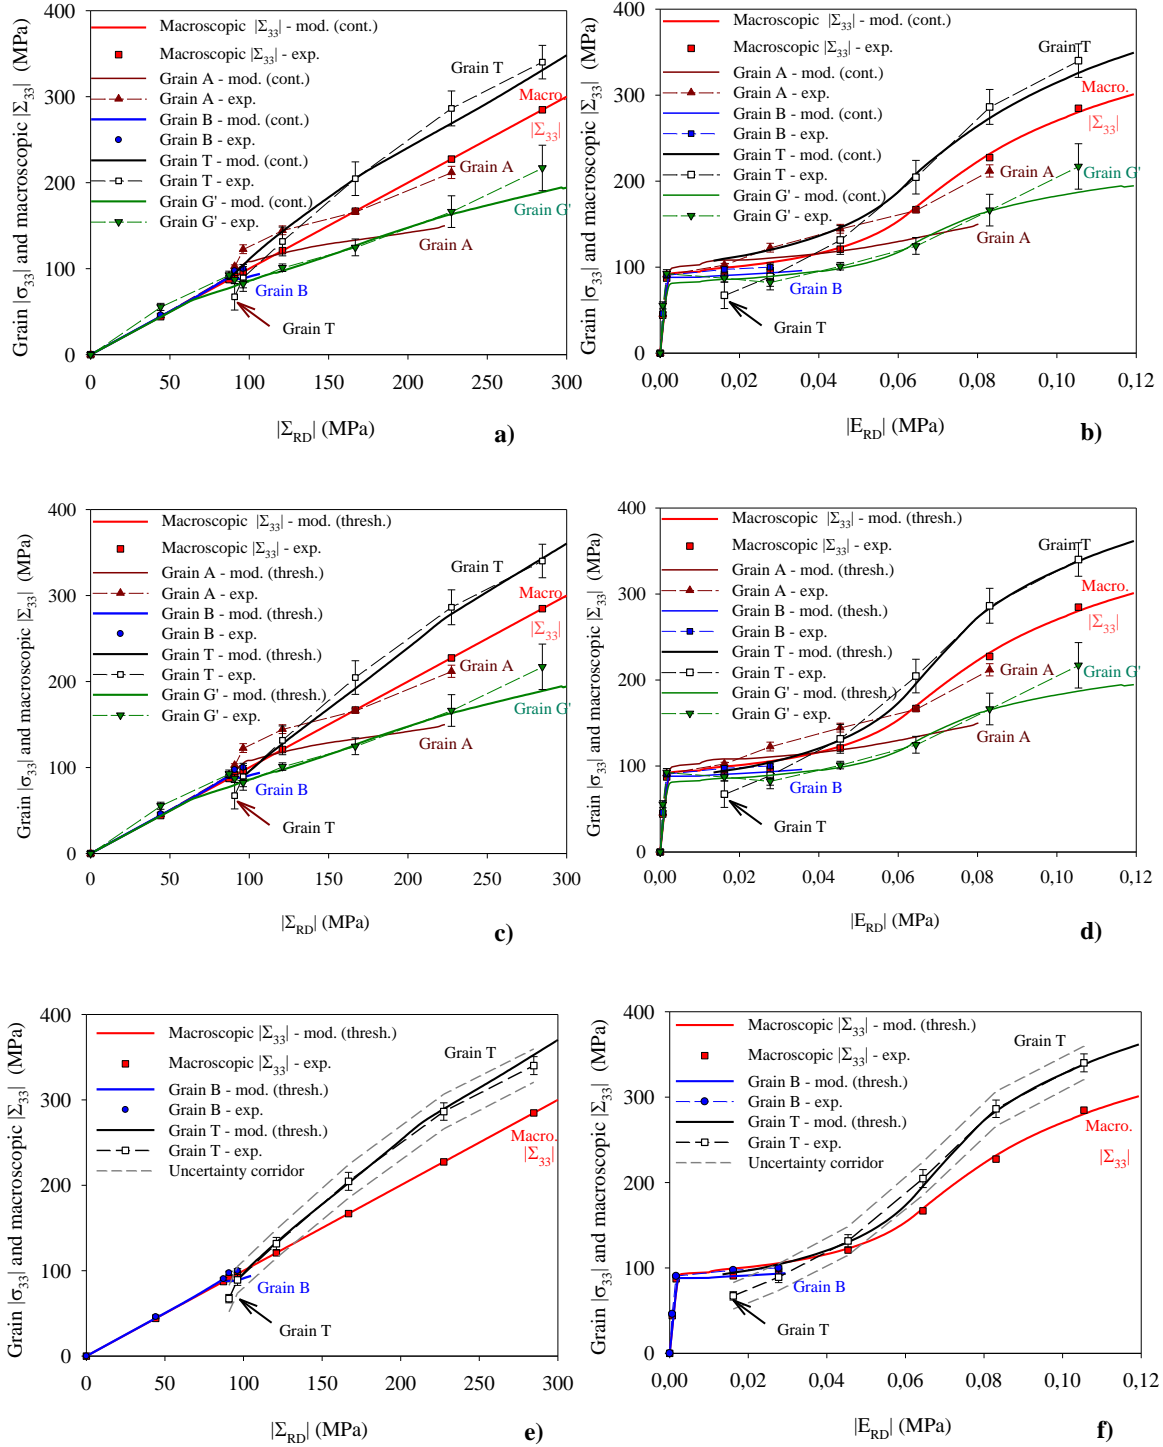 Grain |σ33| and macroscopic |Σ33| (MPa)
400
300
200
100
0
Macroscopic |Σ33| - mod. (cont.)
Macroscopic |Σ33| - exp.
Grain A - mod. (cont.)
Grain A - exp.
Grain B - mod. (cont.)
Grain B - exp.
Grain T - mod. (cont.)
Grain T - exp.
Grain G' - mod. (cont.)
Grain G' - exp.
Grain T
Macro.
|Σ33|
Grain A
Grain G'
Grain A
Grain B
Grain T
0 50 100 150 200 250 300
|ΣRD| (MPa)
a)
Grain |σ33| and macroscopic |Σ33| (MPa)
400
300
200
100
0
Macroscopic |Σ33| - mod. (cont.)
Macroscopic |Σ33| - exp.
Grain A - mod. (cont.)
Grain A - exp.
Grain B - mod. (cont.)
Grain B - exp.
Grain T - mod. (cont.)
Grain T - exp.
Grain G' - mod. (cont.)
Grain G' - exp.
Grain T
Macro.
|Σ33|
Grain A
Grain G'
Grain A
Grain B
Grain T
0,00 0,02 0,04 0,06 0,08 0,10 0,12
|ERD| (MPa)
b)
Grain |σ33| and macroscopic |Σ33| (MPa)
400
300
200
100
0
Macroscopic |Σ33| - mod. (thresh.)
Macroscopic |Σ33| - exp.
Grain A - mod. (thresh.)
Grain A - exp.
Grain B - mod. (thresh.)
Grain B - exp.
Grain T - mod. (thresh.)
Grain T - exp.
Grain G' - mod. (thresh.)
Grain G' - exp.
Grain T
Macro.
|Σ33|
Grain A
Grain G'
Grain A
Grain B
Grain T
0 50 100 150 200 250 300
|ΣRD| (MPa)
c)
Grain |σ33| and macroscopic |Σ33| (MPa)
400
300
200
100
0
Macroscopic |Σ33| - mod. (thresh.)
Macroscopic |Σ33| - exp.
Grain A - mod. (thresh.)
Grain A - exp.
Grain B - mod. (thesh.)
Grain B - exp.
Grain T - mod. (thresh.)
Grain T - exp.
Grain G' - mod. (thresh.)
Grain G' - exp.
Grain T
Macro.
|Σ33|
Grain A
Grain G'
Grain A
Grain B
Grain T
0,00 0,02 0,04 0,06 0,08 0,10 0,12
|ERD| (MPa)
d)
Grain |σ33| and macroscopic |Σ33| (MPa)
400
300
200
100
0
Macroscopic |Σ33| - mod. (thresh.)
Macroscopic |Σ33| - exp.
Grain B - mod. (thresh.)
Grain B - exp.
Grain T - mod. (thresh.)
Grain T - exp.
Uncertainty corridor
Grain T
Macro.
|Σ33|
Grain B
Grain T
0 50 100 150 200 250 300
|ΣRD| (MPa)
e)
Grain |σ33| and macroscopic |Σ33| (MPa)
400
300
200
100
0
Macroscopic |Σ33| - mod. (thresh.)
Macroscopic |Σ33| - exp.
Grain B - mod. (thresh.)
Grain B - exp.
Grain T - mod. (thresh.)
Grain T - exp.
Uncertainty corridor
Grain T
Macro.
|Σ33|
Grain B
Grain T
0,00 0,02 0,04 0,06 0,08 0,10 0,12
|ERD| (MPa)
f)